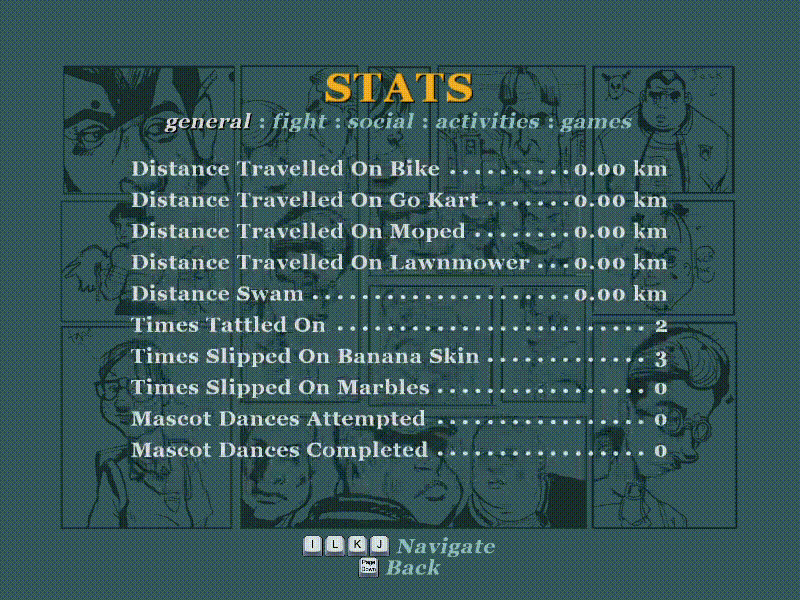 STATS
general : fight : social : activities : games
Distance Travelled On Bike ..........0.00 km
Distance Travelled On Go Kart .......0.00 km
Distance Travelled On Moped ........0.00 km
Distance Travelled On Lawnmower ...0.00 km
Distance Swam .....................0.00 km
Times Tattled On ......................... 2
Times Slipped On Banana Skin ............. 3
Times Slipped On Marbles ................. 0
Mascot Dances Attempted ................. 0
Mascot Dances Completed ................. 0
I L K J Navigate
Page Down Back